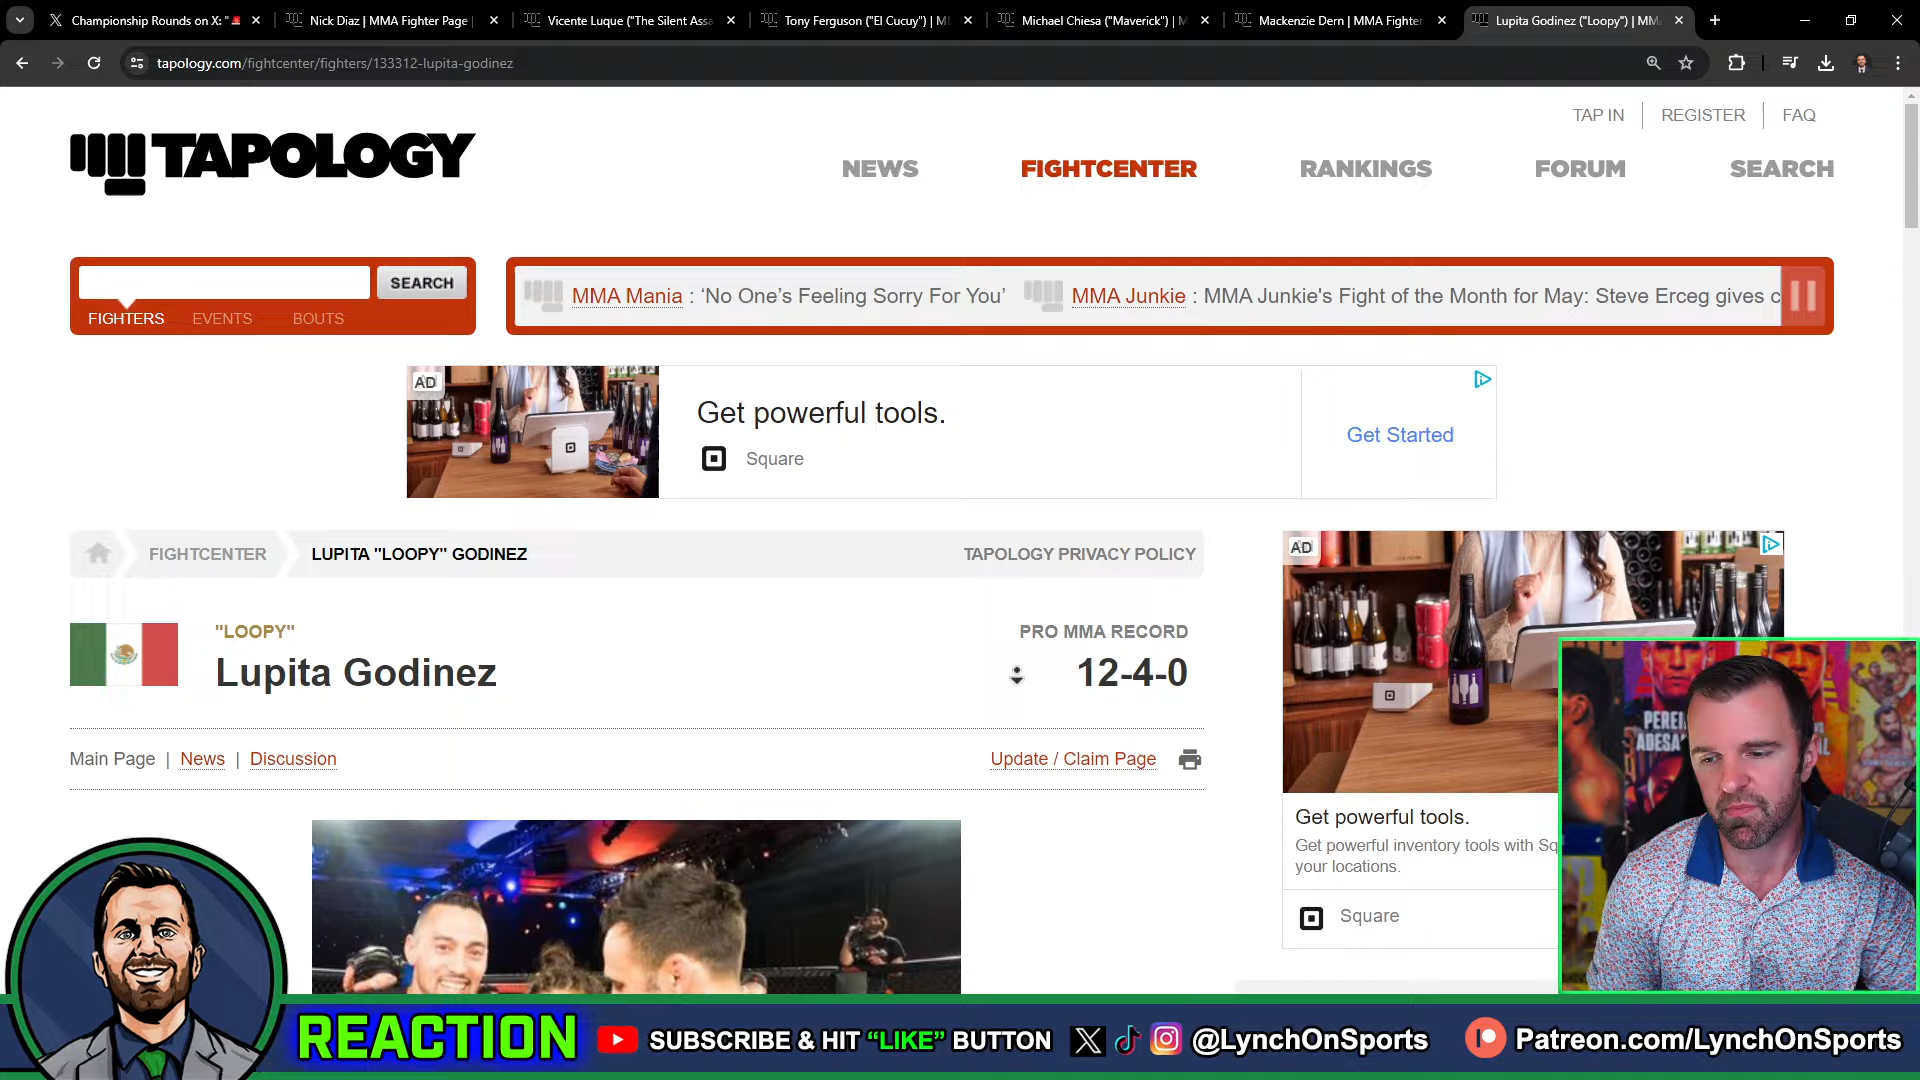 Championship Rounds on X: "🚨
Nick Diaz | MMA Fighter Page |
Vicente Luque ("The Silent Assa
Tony Ferguson ("El Cucuy") | M
Michael Chiesa ("Maverick") | M
Mackenzie Dern | MMA Fighter
Lupita Godinez ("Loopy") | MM
tapology.com/fightcenter/fighters/133312-lupita-godinez
TAP IN
REGISTER
FAQ
TAPOLOGY
NEWS
FIGHTCENTER
RANKINGS
FORUM
SEARCH
SEARCH
FIGHTERS
EVENTS
BOUTS
MMA Mania : ‘No One’s Feeling Sorry For You’
MMA Junkie : MMA Junkie's Fight of the Month for May: Steve Erceg gives c
AD
Get powerful tools.
Square
Get Started
FIGHTCENTER
LUPITA "LOOPY" GODINEZ
TAPOLOGY PRIVACY POLICY
"LOOPY"
Lupita Godinez
PRO MMA RECORD
12-4-0
Main Page | News | Discussion
Update / Claim Page
AD
Get powerful tools.
Get powerful inventory tools with Sq
your locations.
Square
PEREI
ADESA
REACTION
SUBSCRIBE & HIT “LIKE” BUTTON
@LynchOnSports
Patreon.com/LynchOnSports